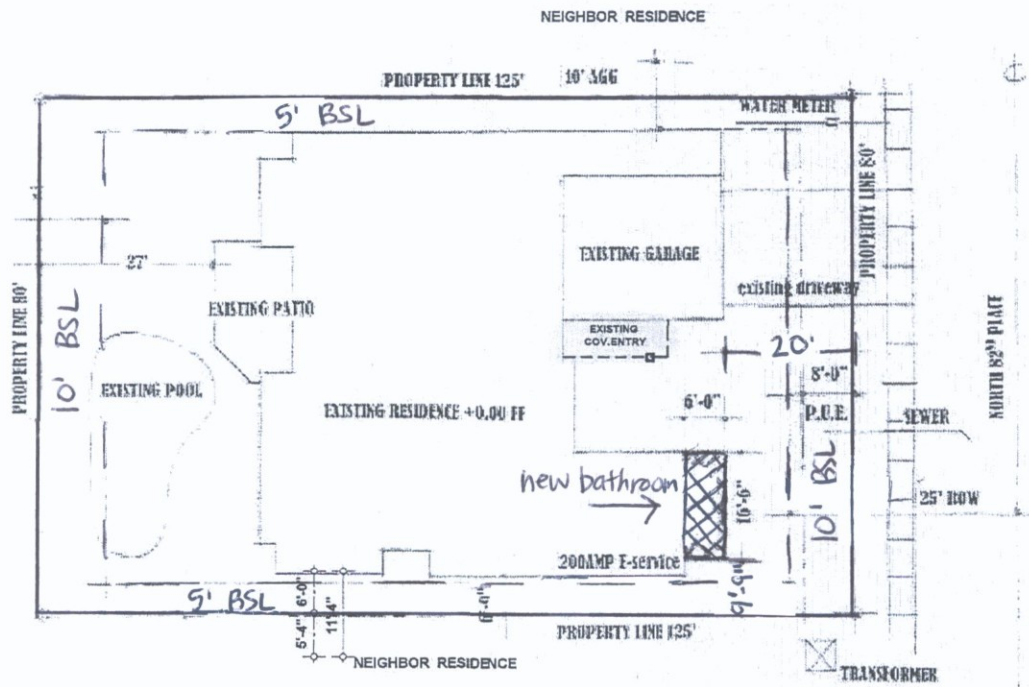 NEIGHBOR RESIDENCE
PROPERTY LINE 125'
10' AGG
5' BSL
WATER METER
PROPERTY LINE 80'
EXISTING GARAGE
27'
existing driveway
EXISTING PATIO
EXISTING
COV.ENTRY
20'
NORTH 82ND PLACE
PROPERTY LINE 80'
10' BSL
EXISTING POOL
8'-0"
6'-0"
EXISTING RESIDENCE +0.00 FF
P.U.E.
SEWER
new bathroom
16'-6"
10' BSL
25' ROW
200AMP E-service
9'-9"
5' BSL
6'-0"
5'-4"
11'4"
6'-0"
PROPERTY LINE 125'
NEIGHBOR RESIDENCE
TRANSFORMER